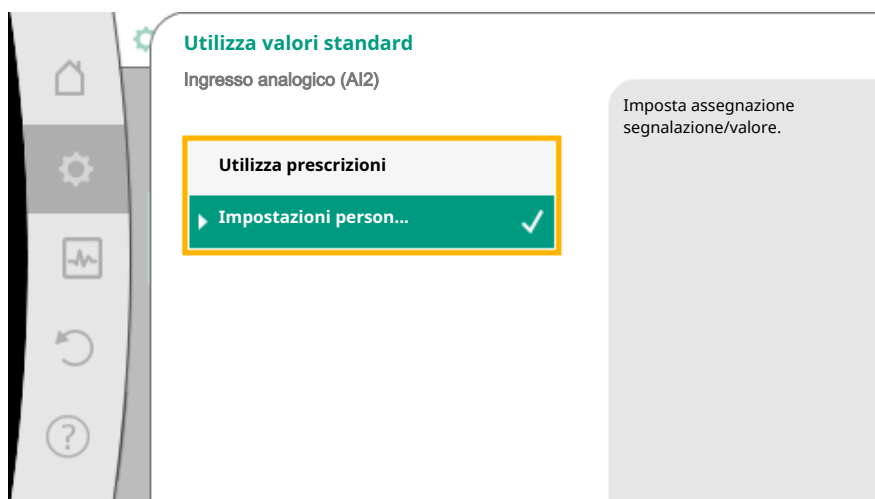 Utilizza valori standard
Ingresso analogico (AI2)
Utilizza prescrizioni
Impostazioni person...
Imposta assegnazione
segnalazione/valore.
?